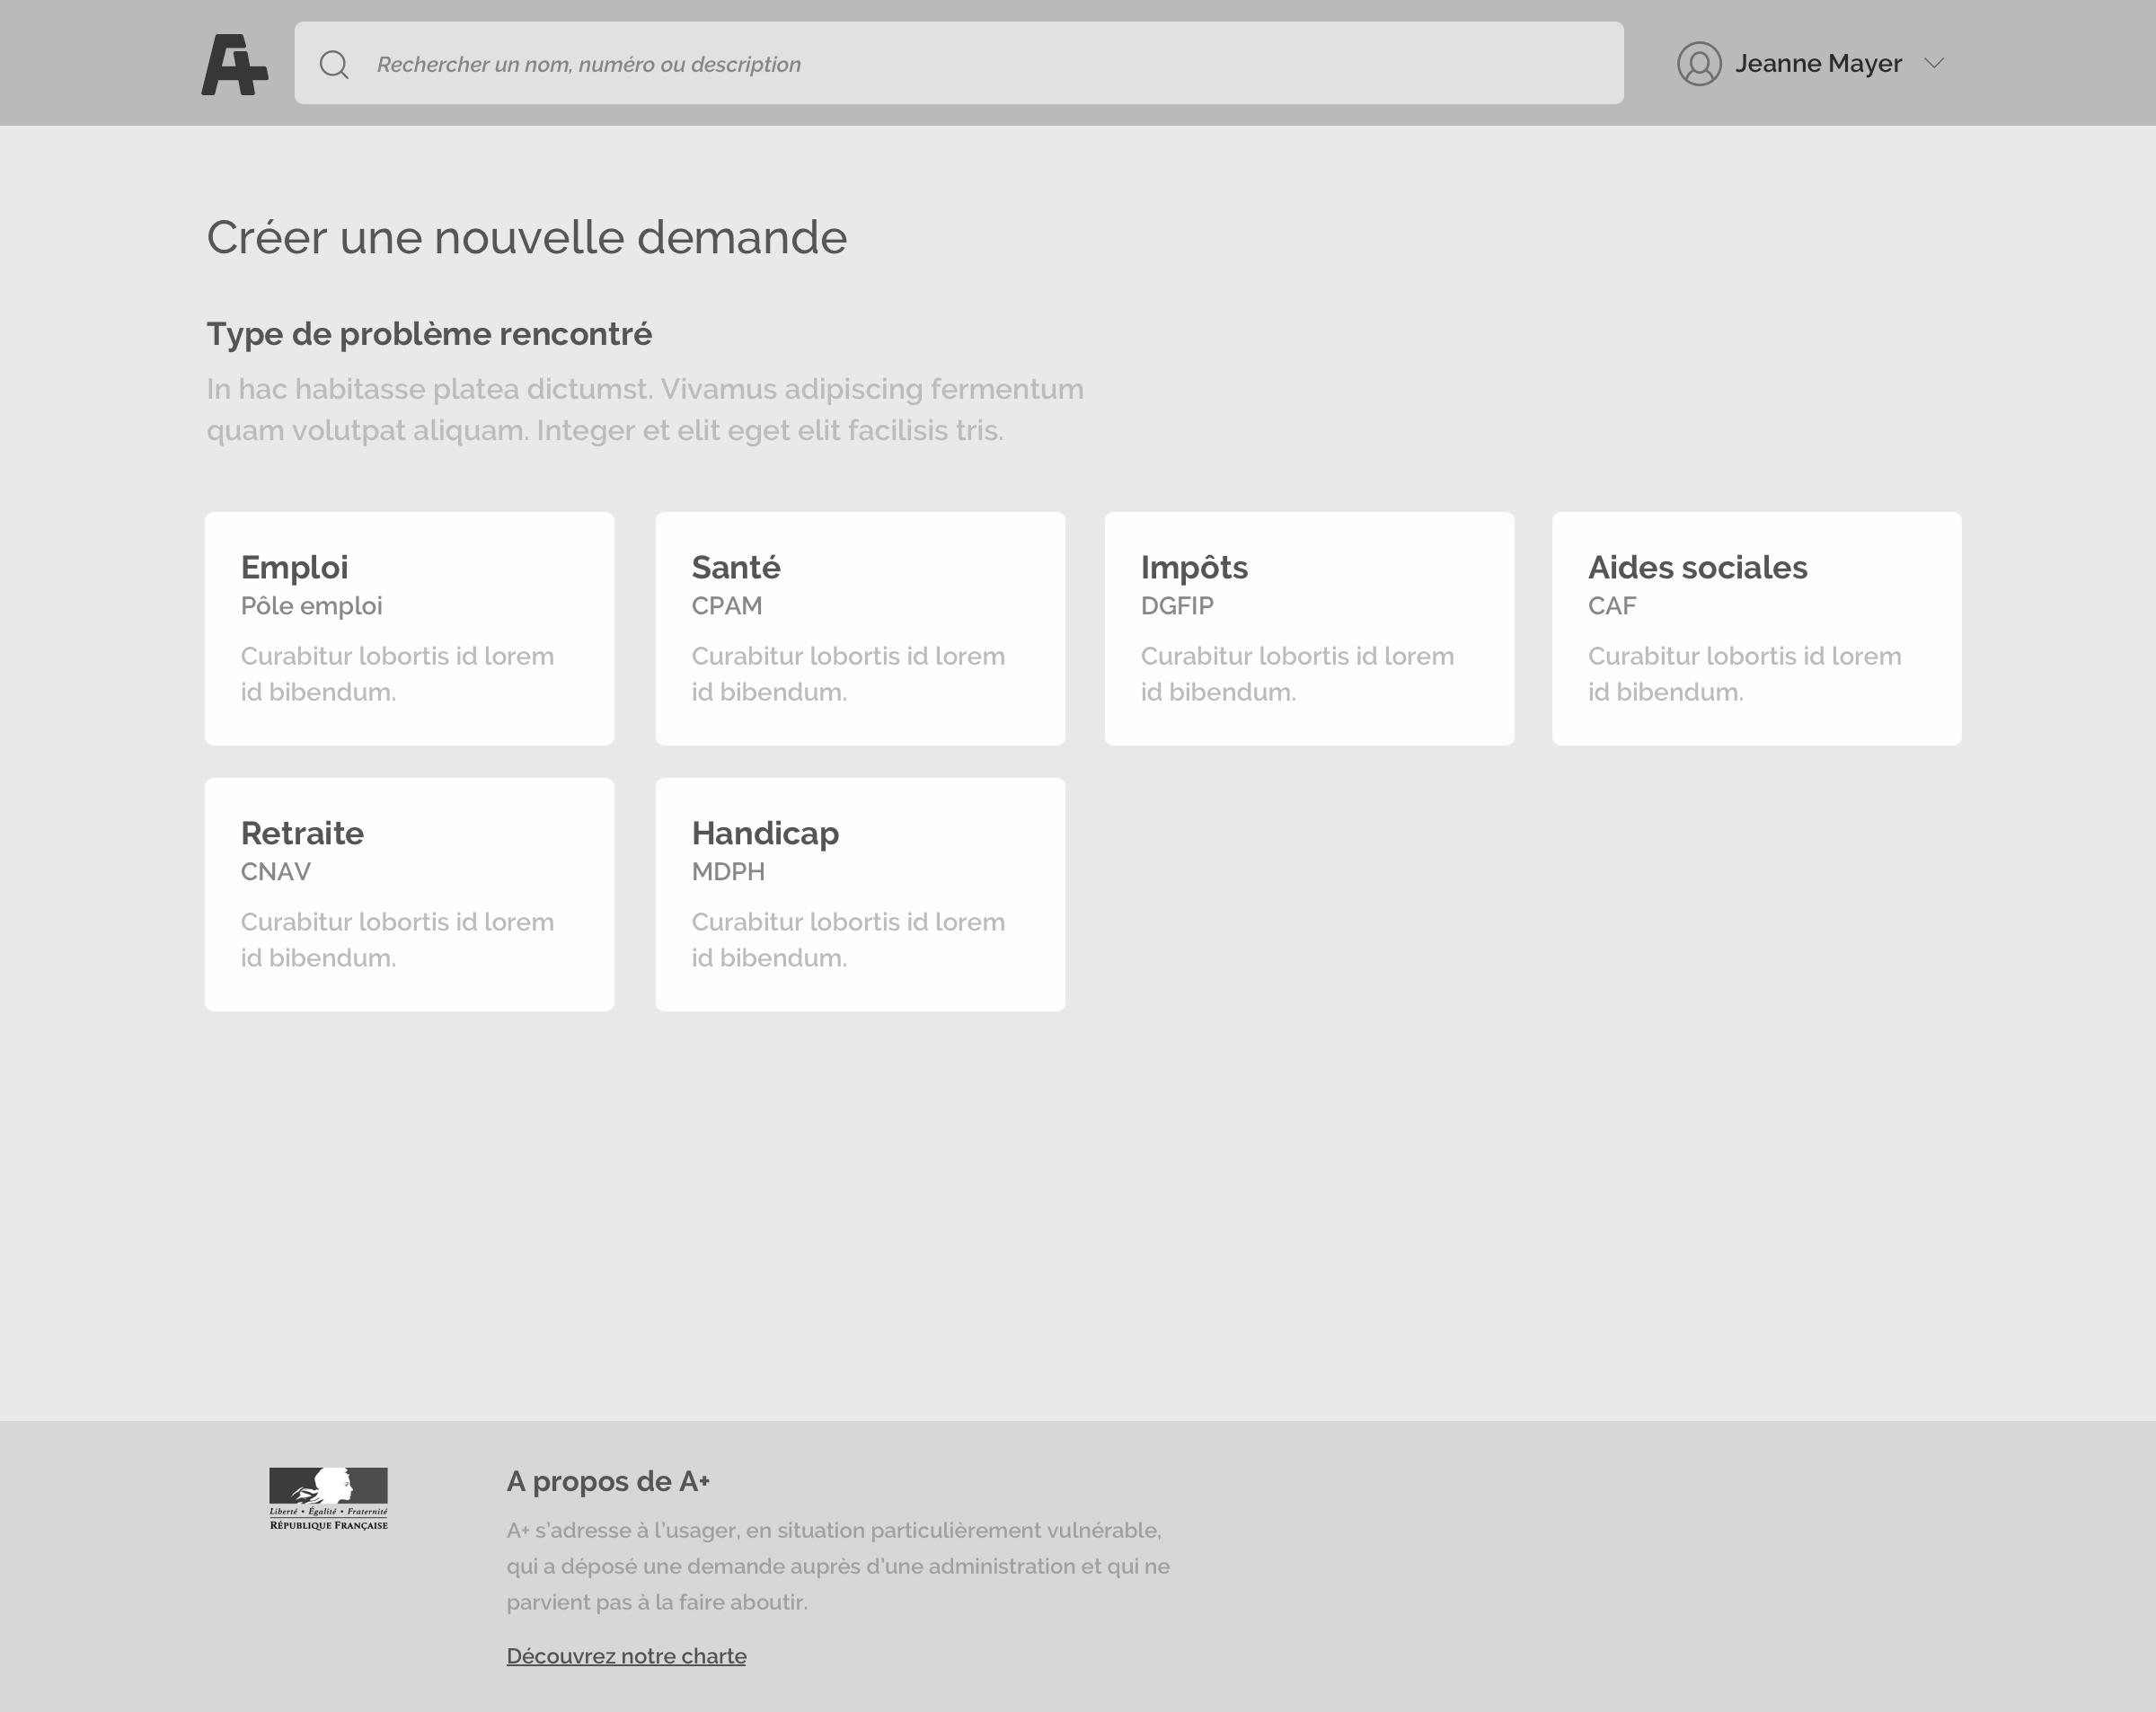 A+
Rechercher un nom, numéro ou description
Jeanne Mayer
Créer une nouvelle demande
Type de problème rencontré
In hac habitasse platea dictumst. Vivamus adipiscing fermentum
quam volutpat aliquam. Integer et elit eget elit facilisis tris.
Emploi
Pôle emploi
Curabitur lobortis id lorem
id bibendum.
Santé
CPAM
Curabitur lobortis id lorem
id bibendum.
Impôts
DGFIP
Curabitur lobortis id lorem
id bibendum.
Aides sociales
CAF
Curabitur lobortis id lorem
id bibendum.
Retraite
CNAV
Curabitur lobortis id lorem
id bibendum.
Handicap
MDPH
Curabitur lobortis id lorem
id bibendum.
Liberté • Égalité • Fraternité
RÉPUBLIQUE FRANÇAISE
A propos de A+
A+ s’adresse à l’usager, en situation particulièrement vulnérable,
qui a déposé une demande auprès d’une administration et qui ne
parvient pas à la faire aboutir.
Découvrez notre charte